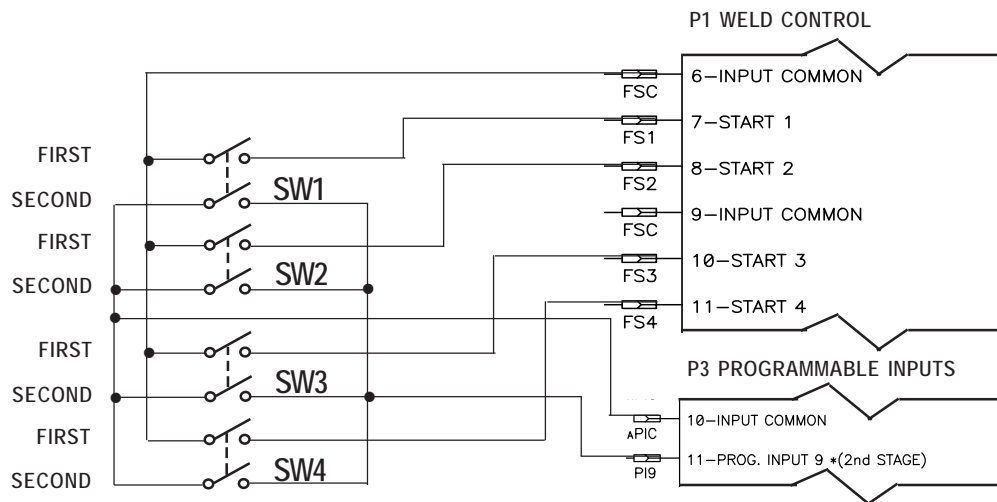 P1 WELD CONTROL
FSC
6-INPUT COMMON
FS1
7-START 1
FS2
8-START 2
FSC
9-INPUT COMMON
FS3
10-START 3
FS4
11-START 4
FIRST
SECOND
SW1
FIRST
SECOND
SW2
FIRST
SECOND
SW3
FIRST
SECOND
SW4
P3 PROGRAMMABLE INPUTS
APIC
10-INPUT COMMON
PI9
11-PROG. INPUT 9 *(2nd STAGE)